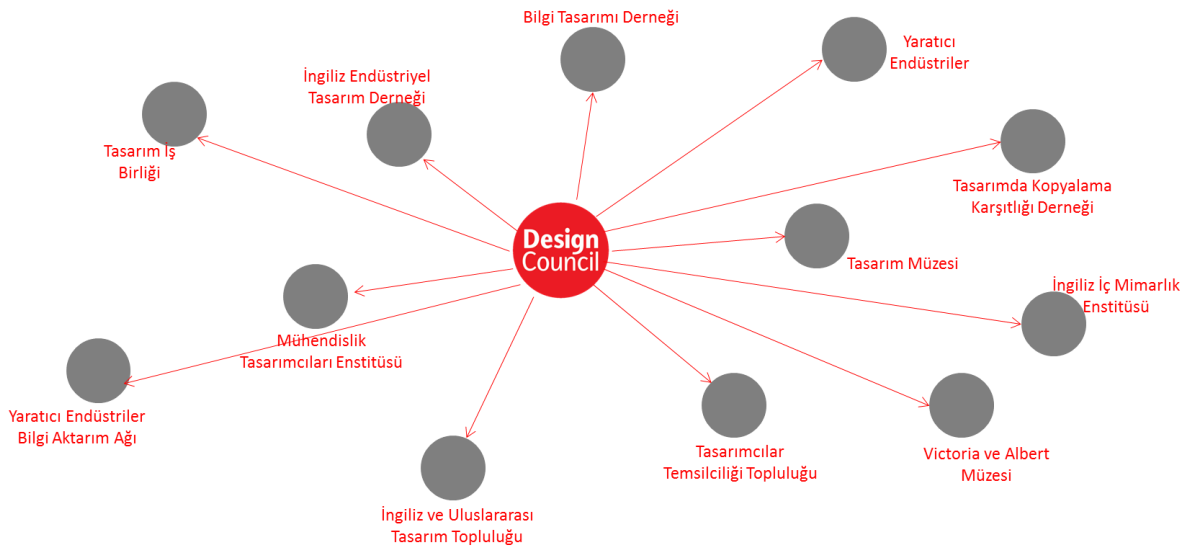 Bilgi Tasarımı Derneği
Yaratıcı
Endüstriler
İngiliz Endüstriyel
Tasarım Derneği
Tasarım İş
Birliği
Tasarımda Kopyalama
Karşıtlığı Derneği
Design
Council
Tasarım Müzesi
İngiliz İç Mimarlık
Enstitüsü
Mühendislik
Tasarımcıları Enstitüsü
Yaratıcı Endüstriler
Bilgi Aktarım Ağı
Tasarımcılar
Temsilciliği Topluluğu
Victoria ve Albert
Müzesi
İngiliz ve Uluslararası
Tasarım Topluluğu